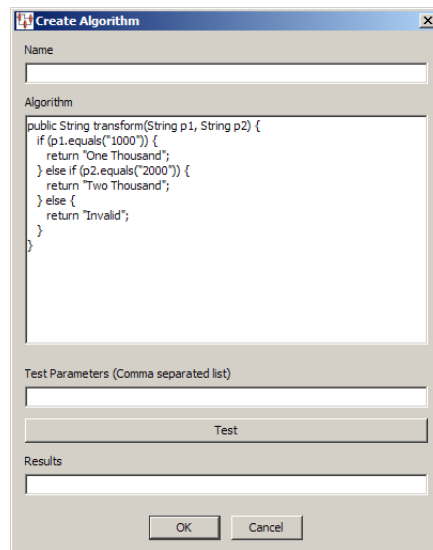 Create Algorithm
Name
Algorithm
public String transform(String p1, String p2) {
  if (p1.equals("1000")) {
    return "One Thousand";
  } else if (p2.equals("2000")) {
    return "Two Thousand";
  } else {
    return "Invalid";
  }
}
Test Parameters (Comma separated list)
Test
Results
OK Cancel